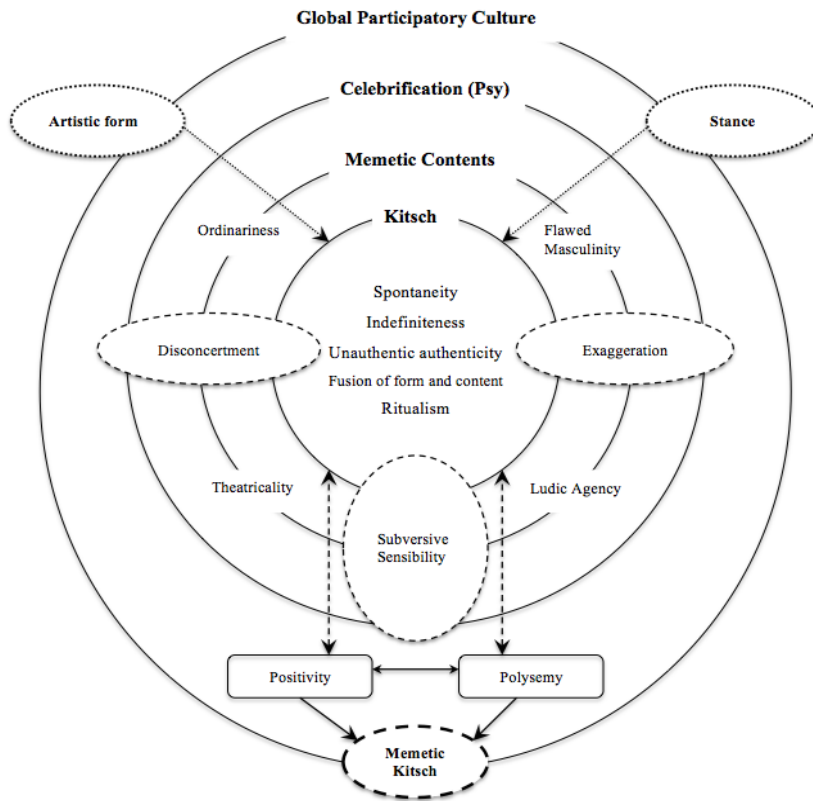 Global Participatory Culture
Celebrification (Psy)
Artistic form
Stance
Memetic Contents
Kitsch
Ordinariness
Flawed
Masculinity
Spontaneity
Indefiniteness
Disconcertment
Unauthentic authenticity
Exaggeration
Fusion of form and content
Ritualism
Theatricality
Ludic Agency
Subversive
Sensibility
Positivity
Polysemy
Memetic
Kitsch